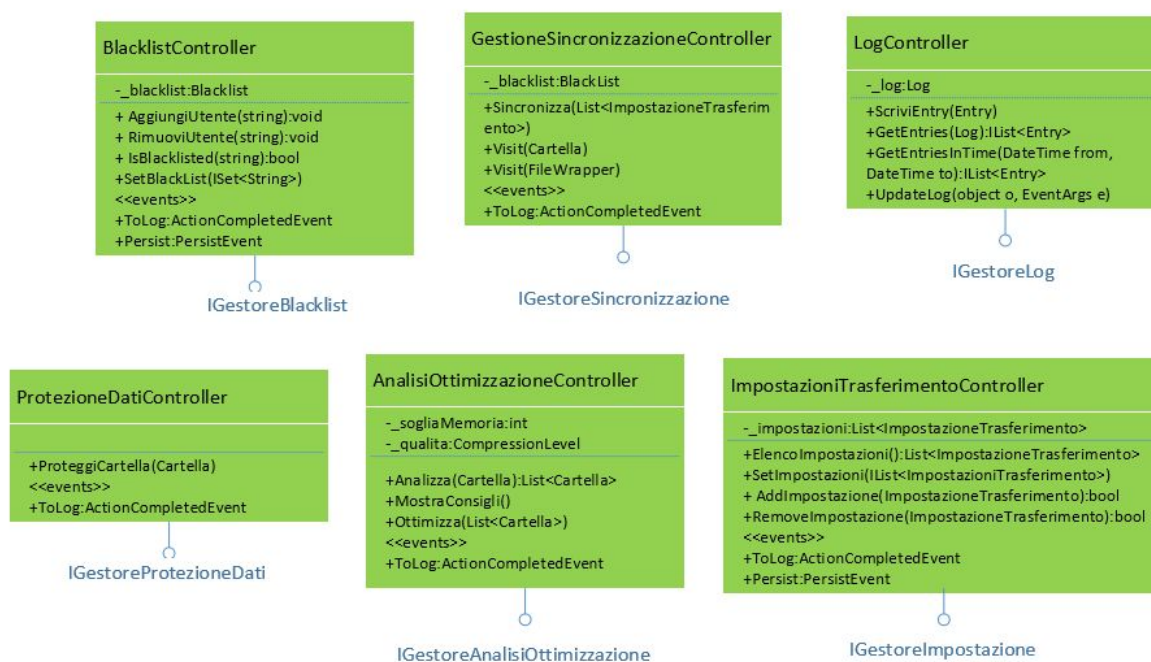 BlacklistController
-_blacklist:Blacklist
+ AggiungiUtente(string):void
+ RimuoviUtente(string):void
+ IsBlacklisted(string):bool
+SetBlackList(ISet<String>)
<<events>>
+ToLog:ActionCompletedEvent
+Persist:PersistEvent
IGestoreBlacklist
GestioneSincronizzazioneController
-_blacklist:BlackList
+Sincronizza(List<ImpostazioneTrasferim
ento>)
+Visit(Cartella)
+Visit(FileWrapper)
<<events>>
+ToLog:ActionCompletedEvent
IGestoreSincronizzazione
LogController
-_log:Log
+ScriviEntry(Entry)
+GetEntries(Log):IList<Entry>
+GetEntriesInTime(DateTime from,
DateTime to):IList<Entry>
+UpdateLog(object o, EventArgs e)
IGestoreLog
ProtezioneDatiController
+ProteggiCartella(Cartella)
<<events>>
+ToLog:ActionCompletedEvent
IGestoreProtezioneDati
AnalisiOttimizzazioneController
-_sogliaMemoria:int
-_qualita:CompressionLevel
+Analizza(Cartella):List<Cartella>
+MostraConsigli()
+Ottimizza(List<Cartella>)
<<events>>
+ToLog:ActionCompletedEvent
IGestoreAnalisiOttimizzazione
ImpostazioniTrasferimentoController
-_impostazioni:List<ImpostazioneTrasferimento>
+ElencoImpostazioni():List<ImpostazioneTrasferimento>
+SetImpostazioni(IList<ImpostazioniTrasferimento>)
+ AddImpostazione(ImpostazioneTrasferimento):bool
+RemoveImpostazione(ImpostazioneTrasferimento):bool
<<events>>
+ToLog:ActionCompletedEvent
+Persist:PersistEvent
IGestoreImpostazione